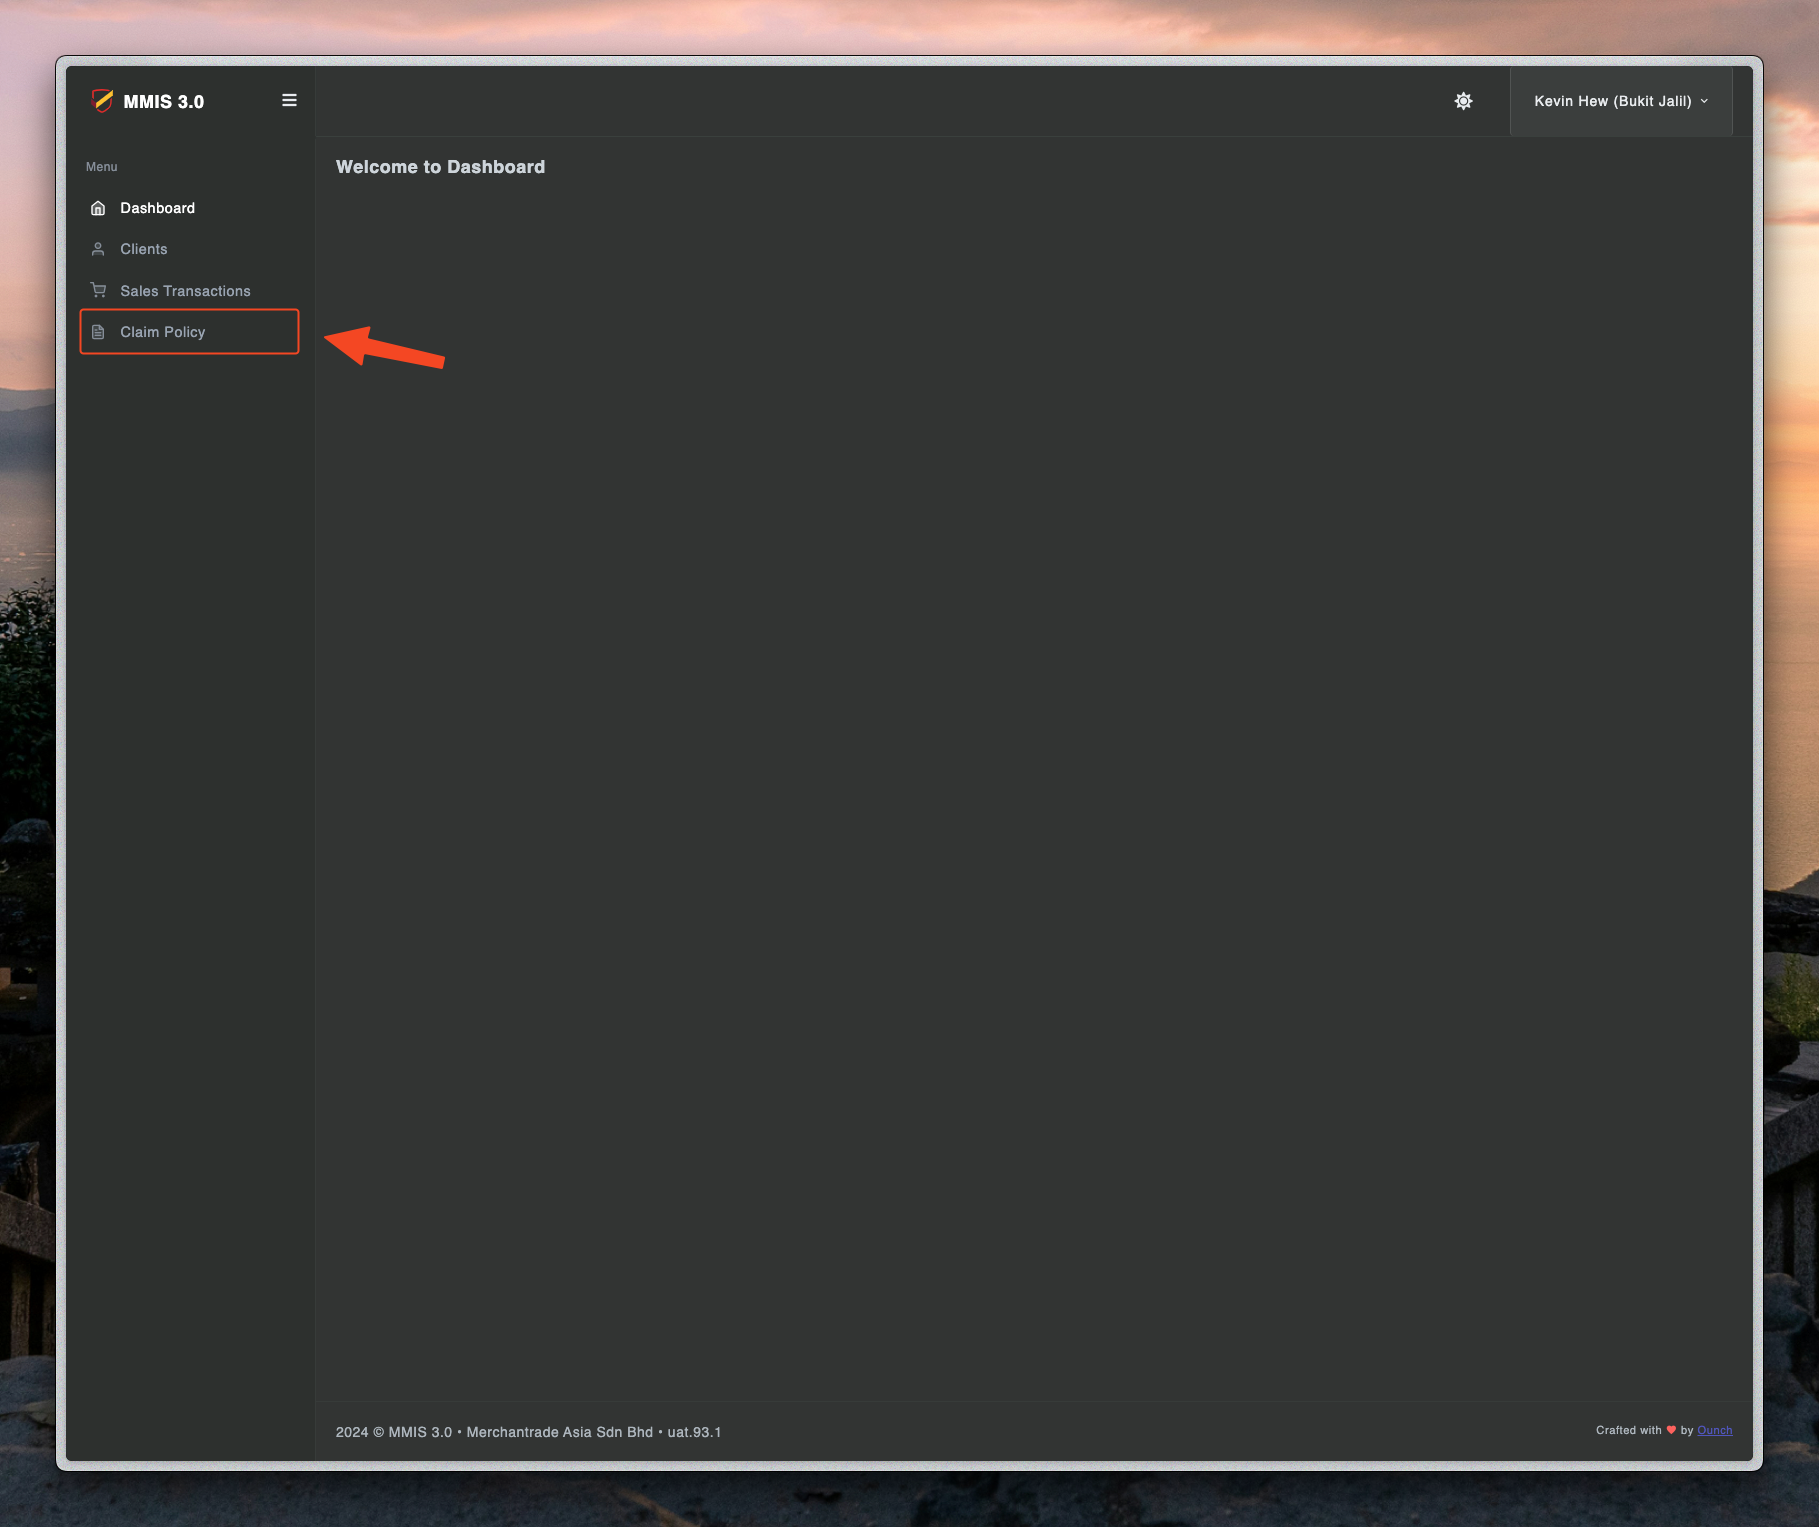 MMIS 3.0
Kevin Hew (Bukit Jalil)
Menu
Welcome to Dashboard
Dashboard
Clients
Sales Transactions
Claim Policy
2024 © MMIS 3.0 • Merchantrade Asia Sdn Bhd • uat.93.1
Crafted with ♥ by Ounch